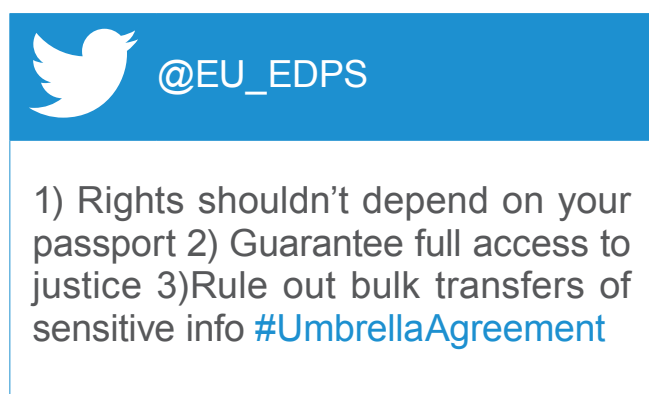 @EU_EDPS
1) Rights shouldn’t depend on your
passport 2) Guarantee full access to
justice 3)Rule out bulk transfers of
sensitive info #UmbrellaAgreement